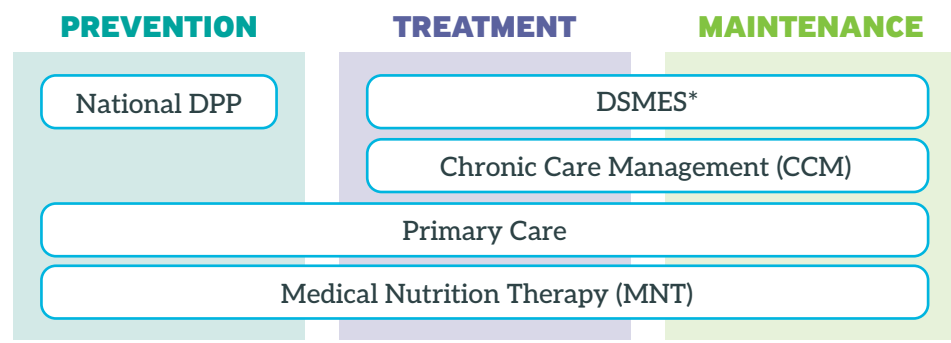 PREVENTION TREATMENT MAINTENANCE
National DPP DSMES*
Chronic Care Management (CCM)
Primary Care
Medical Nutrition Therapy (MNT)